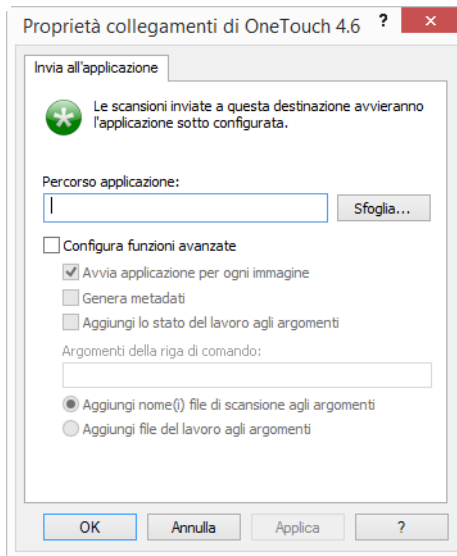 Proprietà collegamenti di OneTouch 4.6 ? ×
Invia all'applicazione
Le scansioni inviate a questa destinazione avvieranno
l'applicazione sotto configurata.
Percorso applicazione:
Sfoglia...
Configura funzioni avanzate
Avvia applicazione per ogni immagine
Genera metadati
Aggiungi lo stato del lavoro agli argomenti
Argomenti della riga di comando:
Aggiungi nome(i) file di scansione agli argomenti
Aggiungi file del lavoro agli argomenti
OK Annulla Applica ?